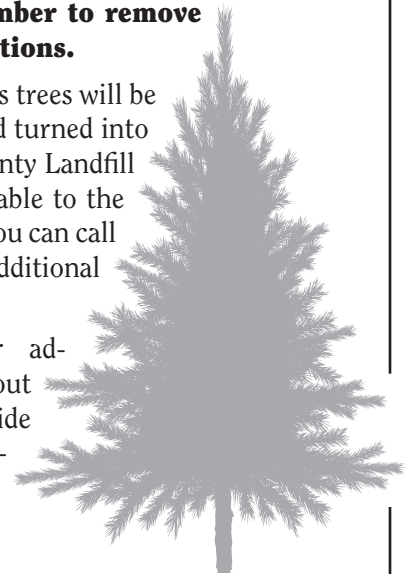 mber to remove
tions.
s trees will be
d turned into
nty Landfill
able to the
ou can call
dditional
r ad-
out
ide
-